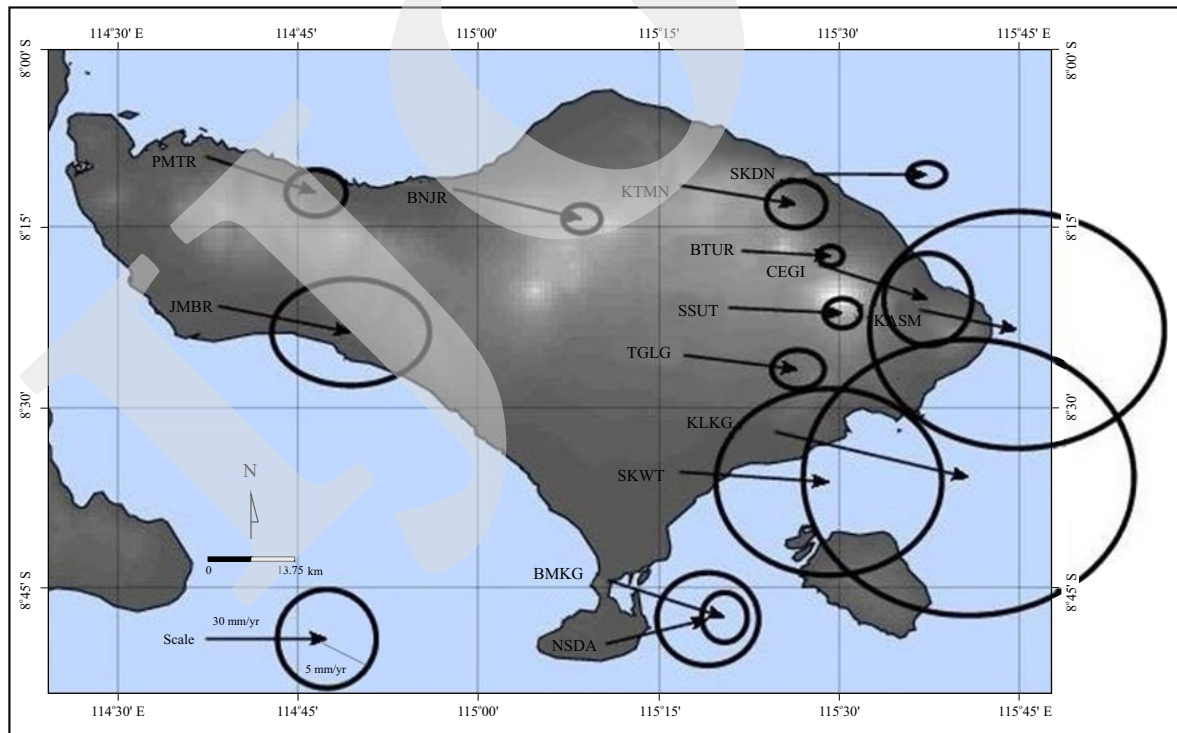 114°30' E 114°45' E 115°00' E 115°15' E 115°30' E 115°45' E
8°00' S 8°00' S
PMTR
SKDN
BNJR KTMN
8°15' S 8°15' S
BTUR
CEGI
JMBR SSUT KASM
TGLG
8°30' S 8°30' S
KLKG
N SKWT
0 13.75 km
BMKG
8°45' S 8°45' S
30 mm/yr
Scale NSDA
5 mm/yr
114°30' E 114°45' E 115°00' E 115°15' E 115°30' E 115°45' E